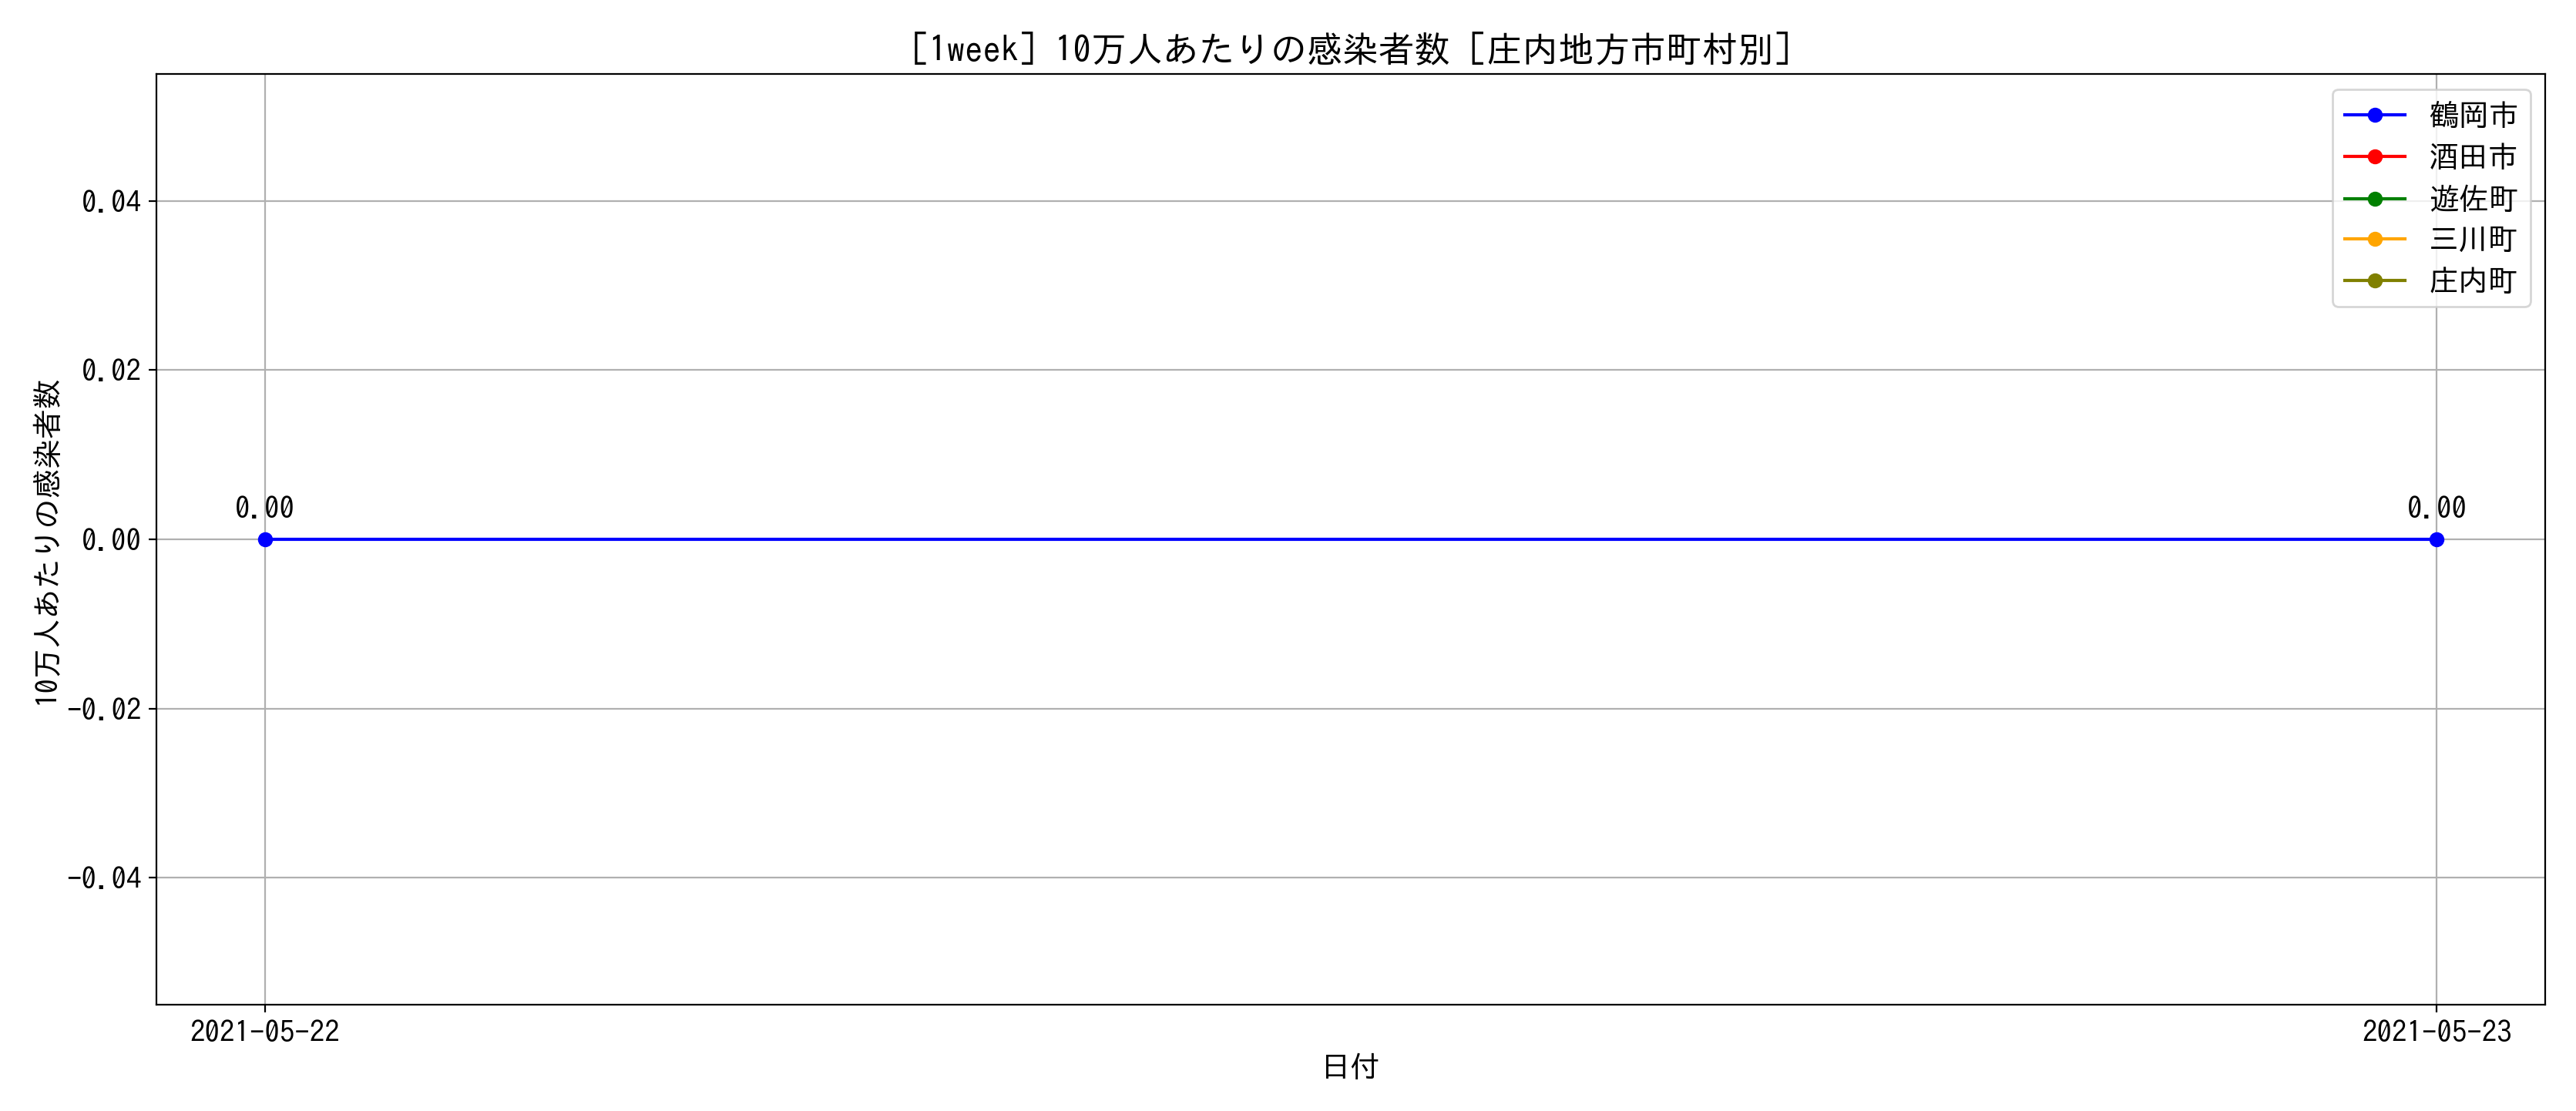 [1week] 10万人あたりの感染者数 [庄内地方市町村別]
鶴岡市
酒田市
遊佐町
三川町
庄内町
10万人あたりの感染者数
0.04
0.02
0.00
-0.02
-0.04
0.00
0.00
2021-05-22
2021-05-23
日付